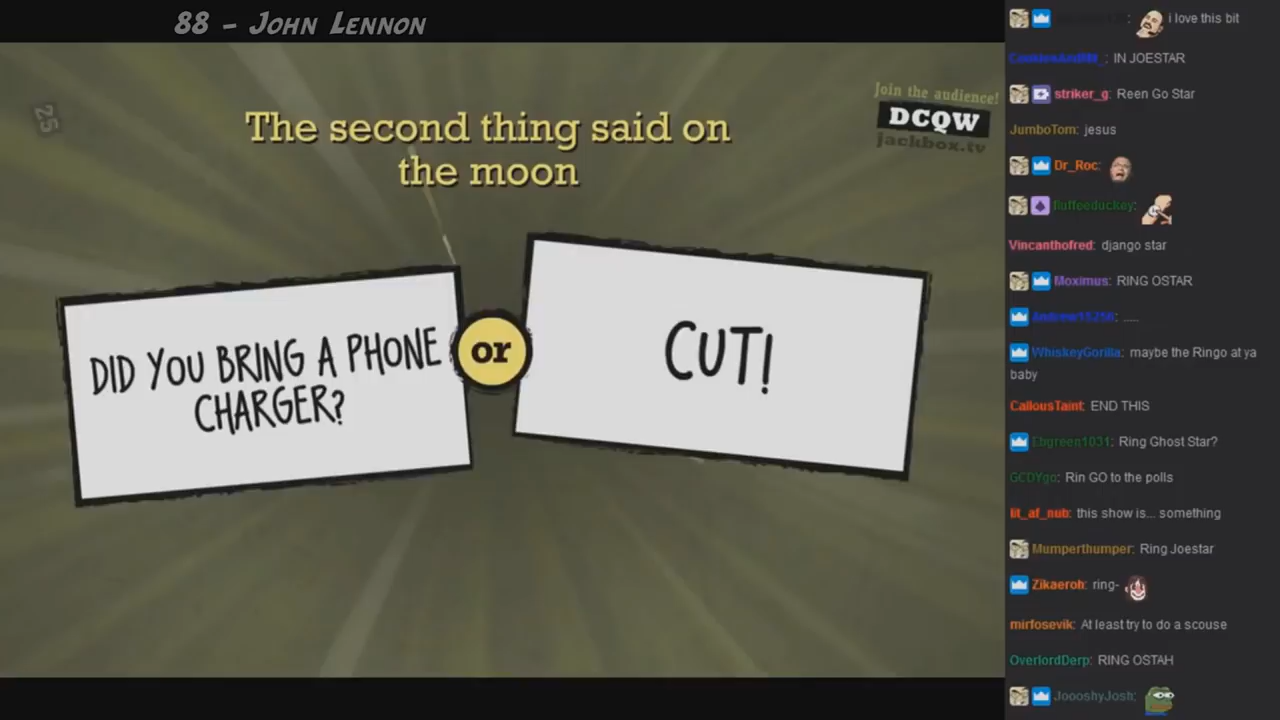 88 - John Lennon
25
The second thing said on
the moon
Join the audience!
DCQW
jackbox.tv
DID YOU BRING A PHONE
CHARGER?
or
CUT!
i love this bit
IN JOESTAR
striker_g: Reen Go Star
JumboTom: jesus
Dr_Roc:
fluffeeduckey:
Vincanthofred: django star
Moximus: RING OSTAR
Andrew15256: .....
WhiskeyGorilla: maybe the Ringo at ya
baby
CallousTaint: END THIS
Ebgreen1031: Ring Ghost Star?
GCDYgo: Rin GO to the polls
lit_af_nub: this show is... something
Mumperthumper: Ring Joestar
Zikaeroh: ring-
mirfosevik: At least try to do a scouse
OverlordDerp: RING OSTAH
JoooshyJosh: